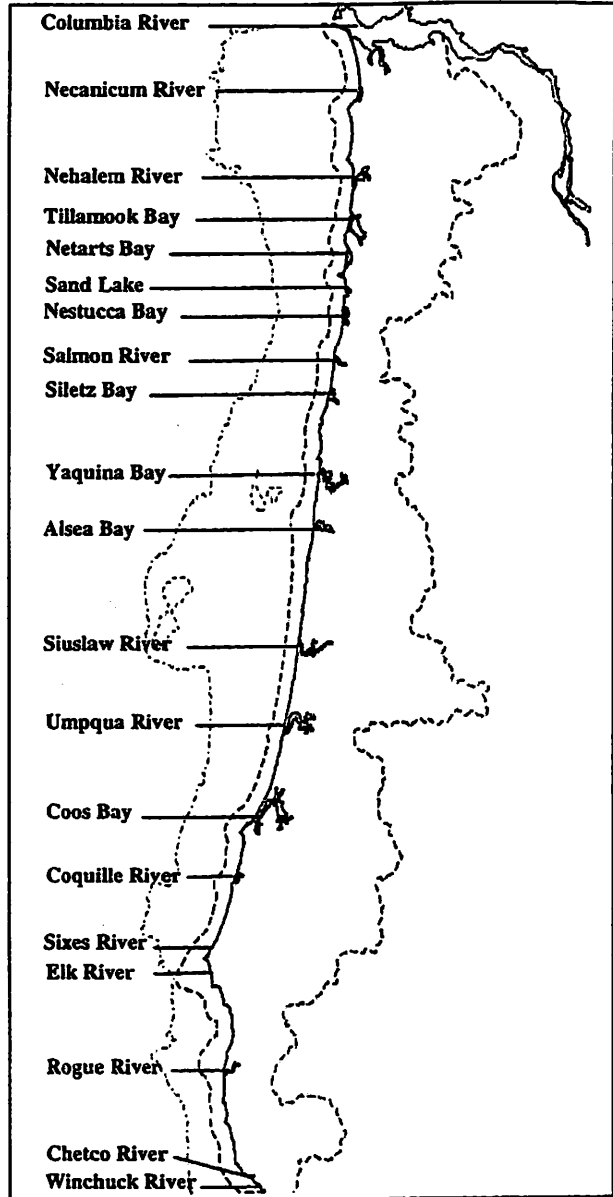 Columbia River
Necanicum River
Nehalem River
Tillamook Bay
Netarts Bay
Sand Lake
Nestucca Bay
Salmon River
Siletz Bay
Yaquina Bay
Alsea Bay
Siuslaw River
Umpqua River
Coos Bay
Coquille River
Sixes River
Elk River
Rogue River
Chetco River
Winchuck River